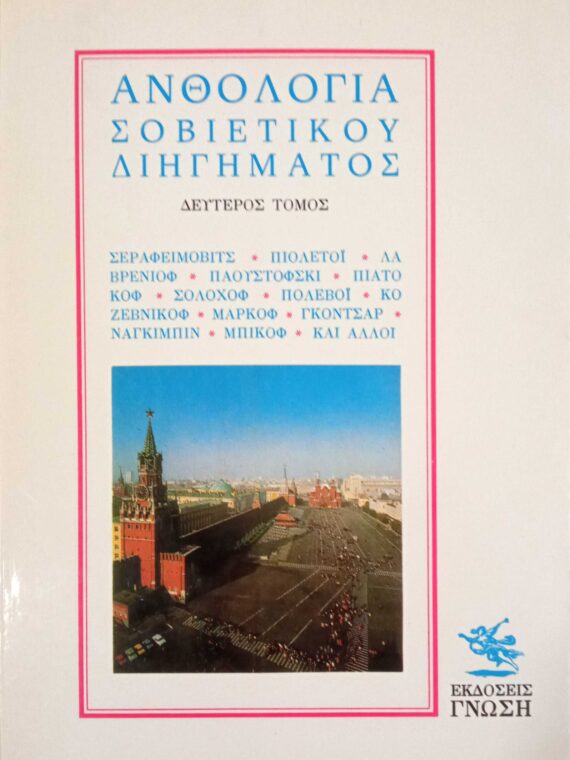 ΑΝΘΟΛΟΓΙΑ
ΣΟΒΙΕΤΙΚΟΥ
ΔΙΗΓΗΜΑΤΟΣ
ΔΕΥΤΕΡΟΣ ΤΟΜΟΣ
ΣΕΡΑΦΕΙΜΟΒΙΤΣ * ΠΙΟΛΕΤΟΪ * ΛΑ
ΒΡΕΝΙΟΦ * ΠΑΟΥΣΤΟΦΣΚΙ * ΠΙΑΤΟ
ΚΟΦ * ΣΟΛΟΧΟΦ * ΠΟΛΕΒΟΪ * ΚΟ
ΖΕΒΝΙΚΟΦ * ΜΑΡΚΟΦ * ΓΚΟΝΤΣΑΡ *
ΝΑΓΚΙΜΠΙΝ * ΜΠΙΚΟΦ * ΚΑΙ ΑΛΛΟΙ
ΕΚΔΟΣΕΙΣ
ΓΝΩΣΗ